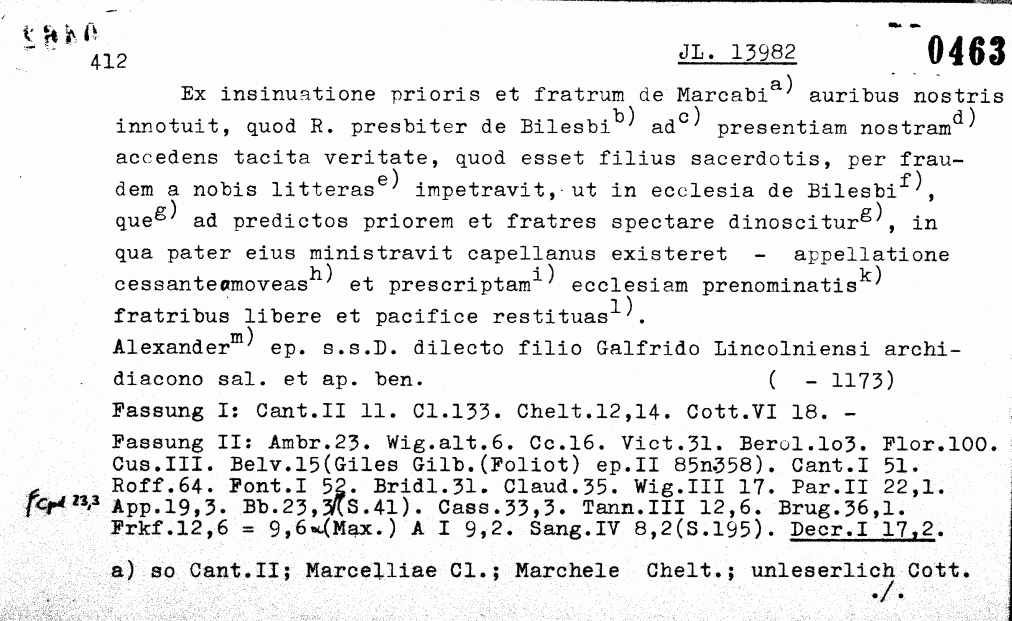 412 JL. 13982 0463
Ex insinuatione prioris et fratrum de Marcabi a) auribus nostris
innotuit, quod R. presbiter de Bilesbi b) ad c) presentiam nostram d)
accedens tacita veritate, quod esset filius sacerdotis, per frau-
dem a nobis litteras e) impetravit, ut in ecclesia de Bilesbi f),
que g) ad predictos priorem et fratres spectare dinoscitur g), in
qua pater eius ministravit capellanus existeret - appellatione
cessante amoveas h) et prescriptam i) ecclesiam prenominatis k)
fratribus libere et pacifice restituas l).
Alexander m) ep. s.s.D. dilecto filio Galfrido Lincolniensi archi-
diacono sal. et ap. ben. ( - 1173)
Fassung I: Cant.II 11. Cl.133. Chelt.12,14. Cott.VI 18. -
Fassung II: Ambr.23. Wig.alt.6. Cc.16. Vict.31. Berol.1o3. Flor.100.
Cus.III. Belv.15(Giles Gilb.(Foliot) ep.II 85n358). Cant.I 51.
Roff.64. Font.I 52. Bridl.31. Claud.35. Wig.III 17. Par.II 22,1.
App.19,3. Bb.23,3(S.41). Cass.33,3. Tann.III 12,6. Brug.36,1.
Frkf.12,6 = 9,6 (Max.) A I 9,2. Sang.IV 8,2(S.195). Decr.I 17,2.
a) so Cant.II; Marcelliae Cl.; Marchele Chelt.; unleserlich Cott.
./.